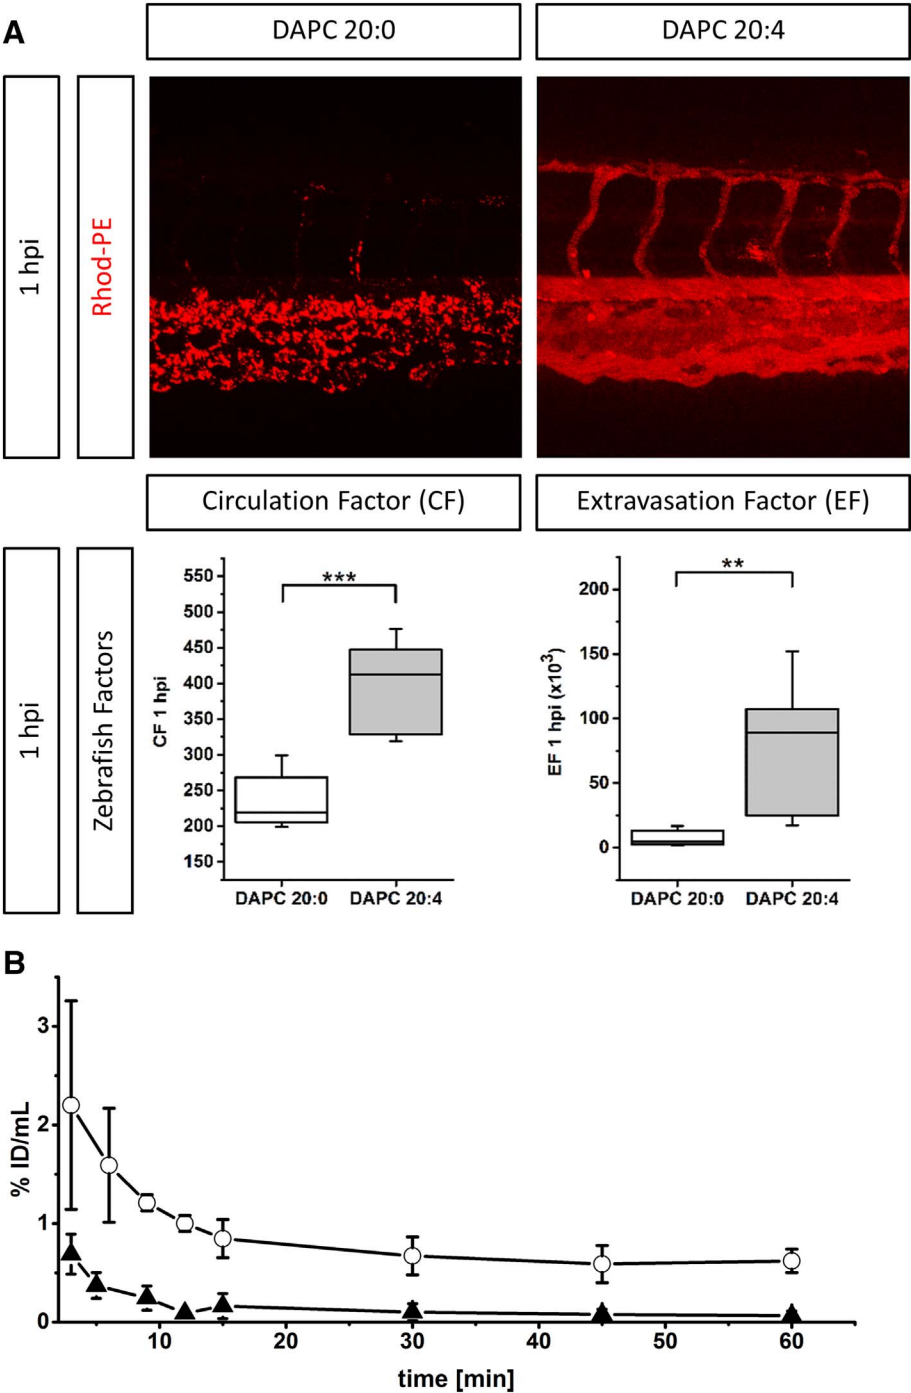 A
DAPC 20:0
DAPC 20:4
1 hpi
Rhod-PE
Circulation Factor (CF)
Extravasation Factor (EF)
1 hpi
Zebrafish Factors
CF 1 hpi
550
500
450
400
350
300
250
200
150
***
DAPC 20:0
DAPC 20:4
EF 1 hpi (x10³)
200
150
100
50
0
**
DAPC 20:0
DAPC 20:4
B
% ID/mL
3
2
1
0
10
20
30
40
50
60
time [min]